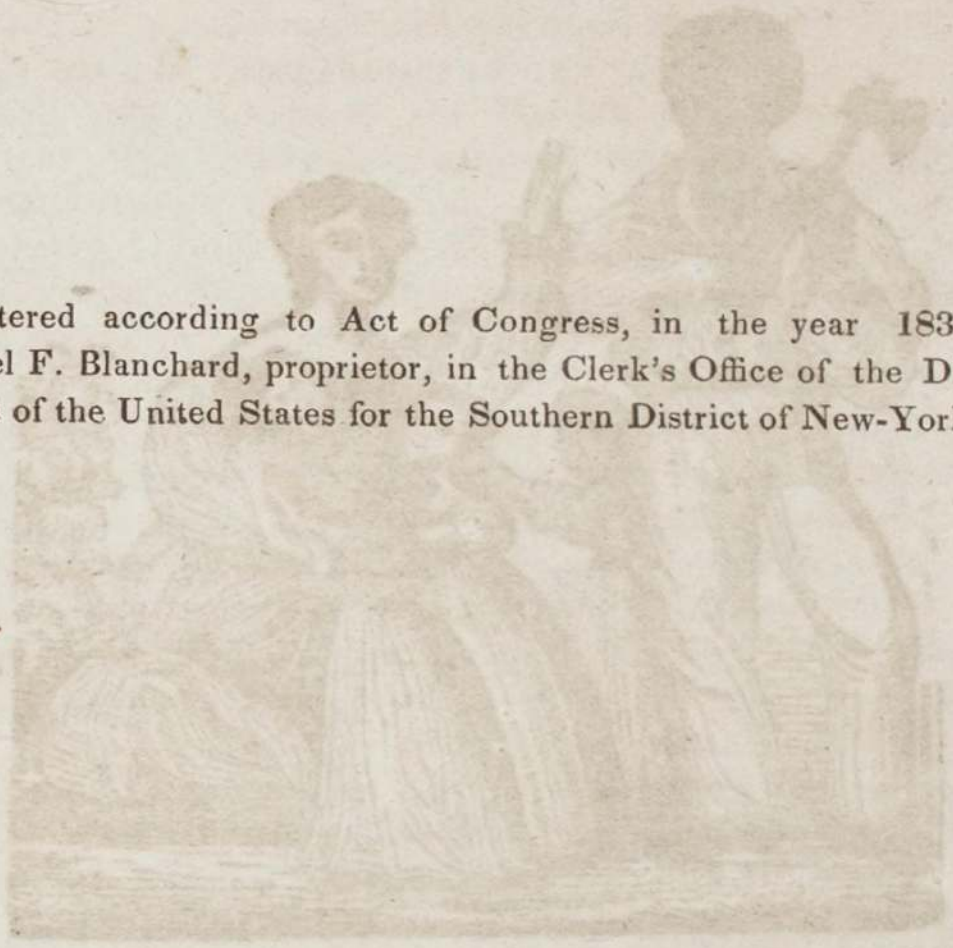 tered according to Act of Congress, in the year 183
el F. Blanchard, proprietor, in the Clerk's Office of the D
of the United States for the Southern District of New-Yor